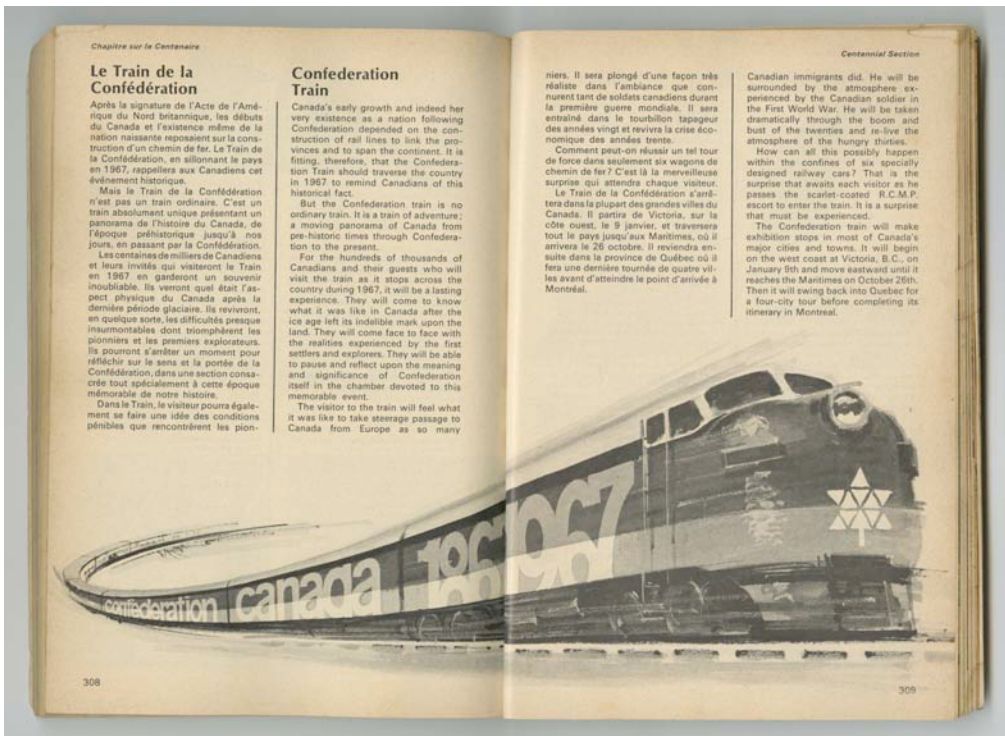 Chapitre sur le Centenaire
Le Train de la
Confédération
Après la signature de l'Acte de l'Amé-
rique du Nord britannique, les débuts
du Canada et l'existence même de la
nation naissante reposaient sur la cons-
truction d'un chemin de fer. Le Train de
la Confédération, en sillonnant le pays
en 1967, rappellera aux Canadiens cet
événement historique.
Mais le Train de la Confédération
n'est pas un train ordinaire. C'est un
train absolument unique présentant un
panorama de l'histoire du Canada, de
l'époque préhistorique jusqu'à nos
jours, en passant par la Confédération.
Les centaines de milliers de Canadiens
et leurs invités qui visiteront le Train
en 1967 en garderont un souvenir
inoubliable. Ils verront quel était l'as-
pect physique du Canada après la
dernière période glaciaire. Ils revivront,
en quelque sorte, les difficultés presque
insurmontables dont triomphèrent les
pionniers et les premiers explorateurs.
Ils pourront s'arrêter un moment pour
réfléchir sur le sens et la portée de la
Confédération, dans une section consa-
crée tout spécialement à cette époque
mémorable de notre histoire.
Dans le Train, le visiteur pourra égale-
ment se faire une idée des conditions
pénibles que rencontrèrent les pion-
Confederation
Train
Canada's early growth and indeed her
very existence as a nation following
Confederation depended on the con-
struction of rail lines to link the pro-
vinces and to span the continent. It is
fitting, therefore, that the Confedera-
tion Train should traverse the country
in 1967 to remind Canadians of this
historical fact.
But the Confederation train is no
ordinary train. It is a train of adventure;
a moving panorama of Canada from
pre-historic times through Confedera-
tion to the present.
For the hundreds of thousands of
Canadians and their guests who will
visit the train as it stops across the
country during 1967, it will be a lasting
experience. They will come to know
what it was like in Canada after the
ice age left its indelible mark upon the
land. They will come face to face with
the realities experienced by the first
settlers and explorers. They will be able
to pause and reflect upon the meaning
and significance of Confederation
itself in the chamber devoted to this
memorable event.
The visitor to the train will feel what
it was like to take steerage passage to
Canada from Europe as so many
308
Centennial Section
niers. Il sera plongé d'une façon très
réaliste dans l'ambiance que con-
nurent tant de soldats canadiens durant
la première guerre mondiale. Il sera
entraîné dans le tourbillon tapageur
des années vingt et revivra la crise éco-
nomique des années trente.
Comment peut-on réussir un tel tour
de force dans seulement six wagons de
chemin de fer? C'est là la merveilleuse
surprise qui attendra chaque visiteur.
Le Train de la Confédération s'arrê-
tera dans la plupart des grandes villes du
Canada. Il partira de Victoria, sur la
côte ouest, le 9 janvier, et traversera
tout le pays jusqu'aux Maritimes, où il
arrivera le 26 octobre. Il reviendra en-
suite dans la province de Québec où il
fera une dernière tournée de quatre vil-
les avant d'atteindre le point d'arrivée à
Montréal.
Canadian immigrants did. He will be
surrounded by the atmosphere ex-
perienced by the Canadian soldier in
the First World War. He will be taken
dramatically through the boom and
bust of the twenties and re-live the
atmosphere of the hungry thirties.
How can all this possibly happen
within the confines of six specially
designed railway cars? That is the
surprise that awaits each visitor as he
passes the scarlet-coated R.C.M.P.
escort to enter the train. It is a surprise
that must be experienced.
The Confederation train will make
exhibition stops in most of Canada's
major cities and towns. It will begin
on the west coast at Victoria, B.C., on
January 9th and move eastward until it
reaches the Maritimes on October 26th.
Then it will swing back into Quebec for
a four-city tour before completing its
itinerary in Montreal.
confederation canada 1867 1967
309